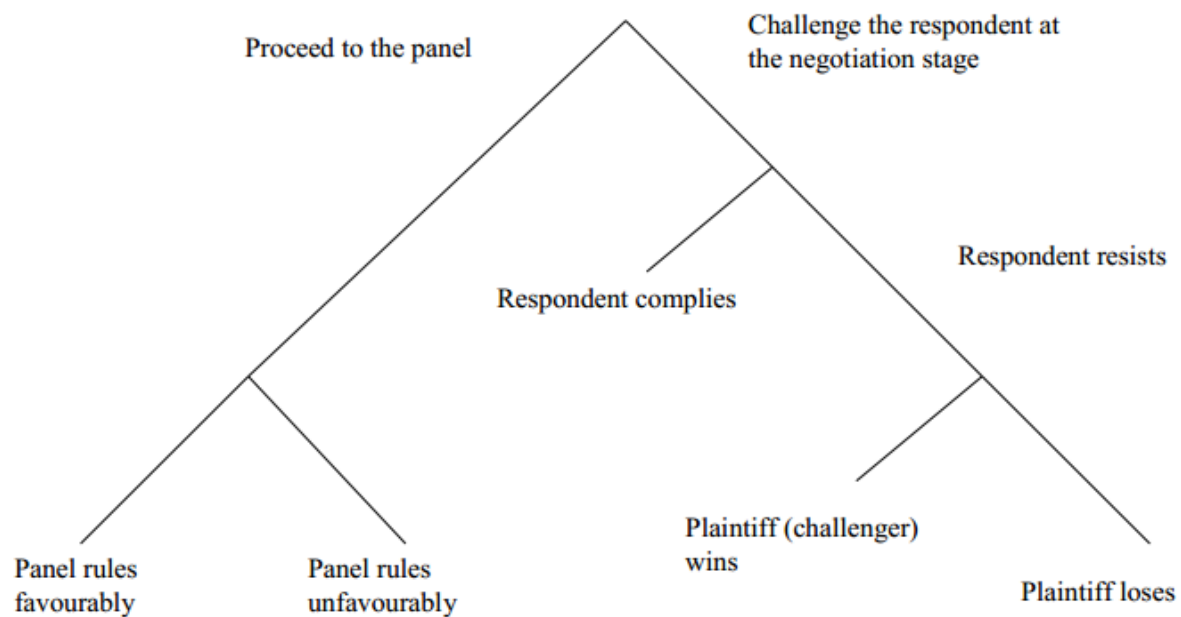 Proceed to the panel
Challenge the respondent at
the negotiation stage
Respondent resists
Respondent complies
Plaintiff (challenger)
wins
Panel rules
favourably
Panel rules
unfavourably
Plaintiff loses